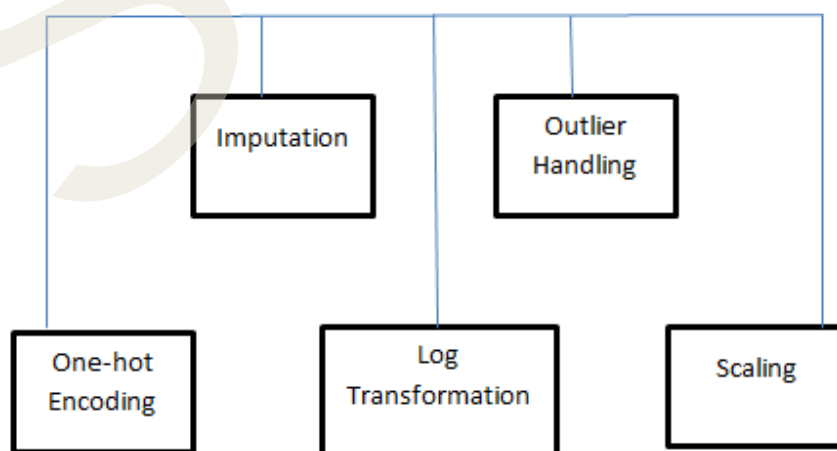 Imputation
Outlier
Handling
One-hot
Encoding
Log
Transformation
Scaling